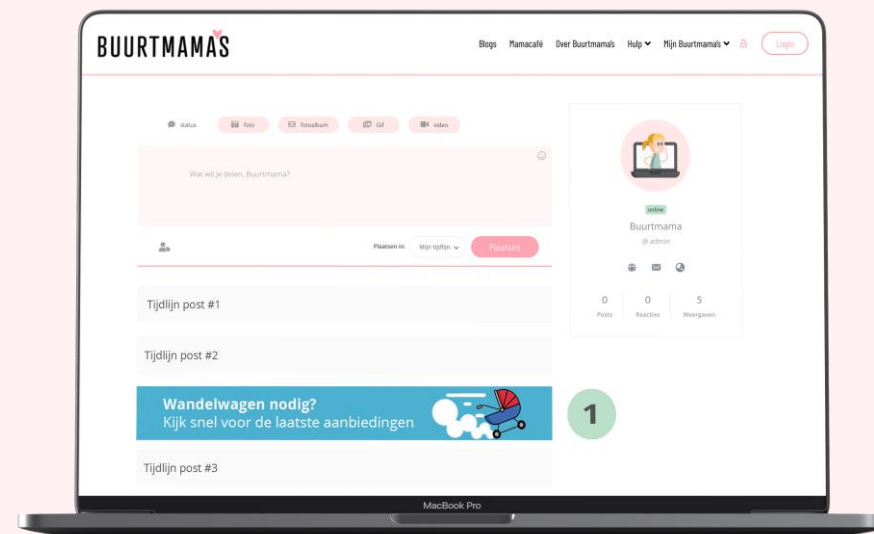 BUURTMAMA'S
Blogs Mamacafé Over Buurtmama's Hulp Mijn Buurtmama's Login
status foto fotoalbum Gif video
Wat wil je delen, Buurtmama?
Plaatsen in: Mijn tijdlijn Plaatsen
online
Buurtmama
@ admin
0 0 5
Posts Reacties Weergaven
Tijdlijn post #1
Tijdlijn post #2
Wandelwagen nodig?
Kijk snel voor de laatste aanbiedingen
1
Tijdlijn post #3
MacBook Pro